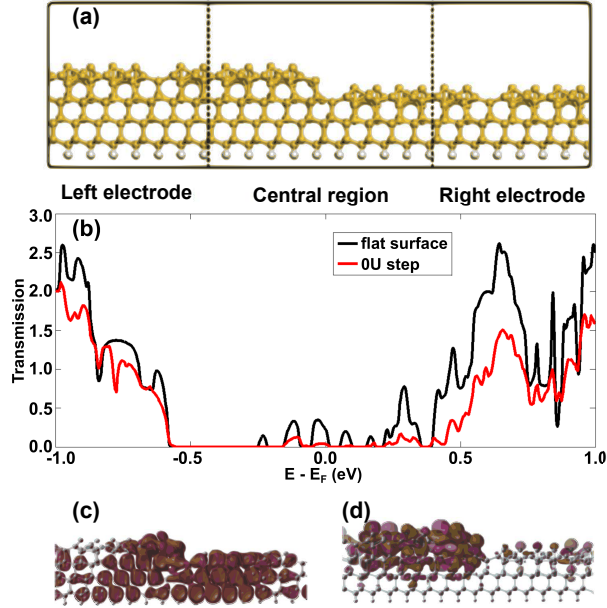 (a)
Left electrode Central region Right electrode
(b)
3.0
2.5
2.0
1.5
1.0
0.5
0.0
Transmission
flat surface
0U step
-1.0 -0.5 0.0 0.5 1.0
E - E_F (eV)
(c) (d)